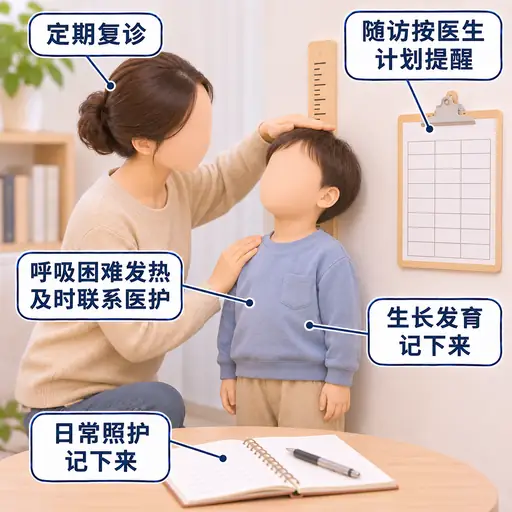 定期复诊
随访按医生
计划提醒
呼吸困难发热
及时联系医护
生长发育
记下来
日常照护
记下来